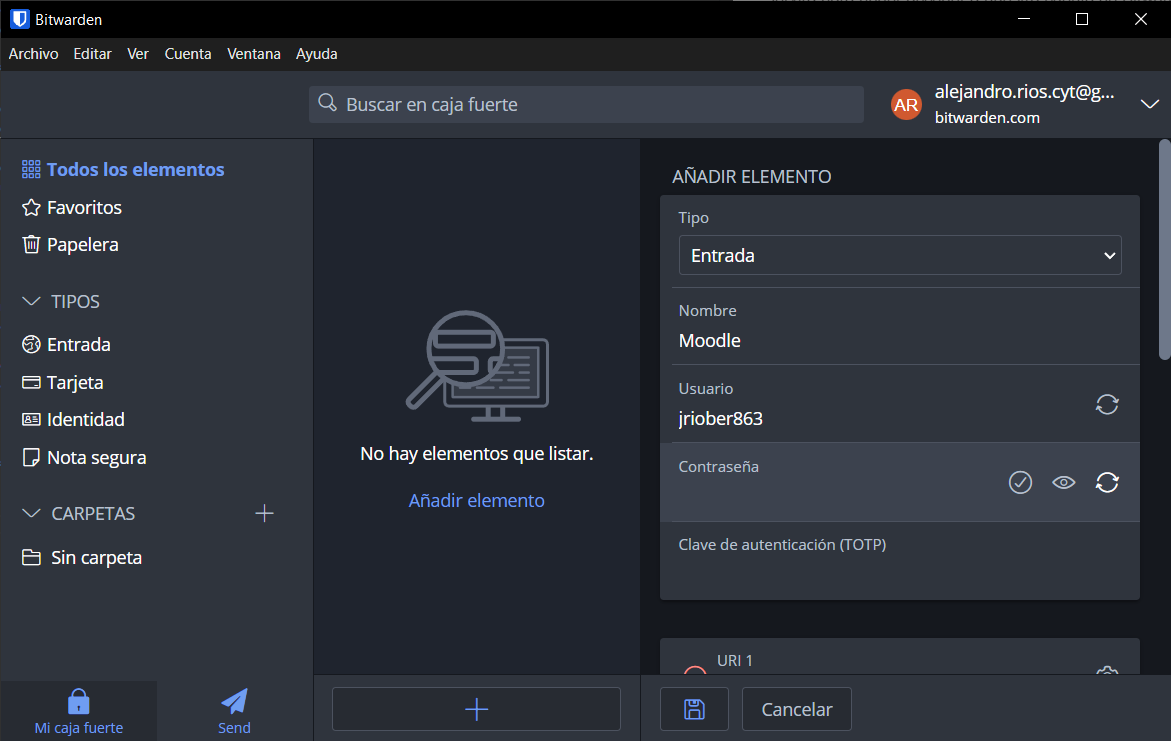 Bitwarden
Archivo Editar Ver Cuenta Ventana Ayuda
Buscar en caja fuerte
AR
alejandro.rios.cyt@g...
bitwarden.com
Todos los elementos
Favoritos
Papelera
TIPOS
Entrada
Tarjeta
Identidad
Nota segura
CARPETAS
Sin carpeta
Mi caja fuerte
Send
No hay elementos que listar.
Añadir elemento
AÑADIR ELEMENTO
Tipo
Entrada
Nombre
Moodle
Usuario
jriober863
Contraseña
Clave de autenticación (TOTP)
URI 1
Cancelar